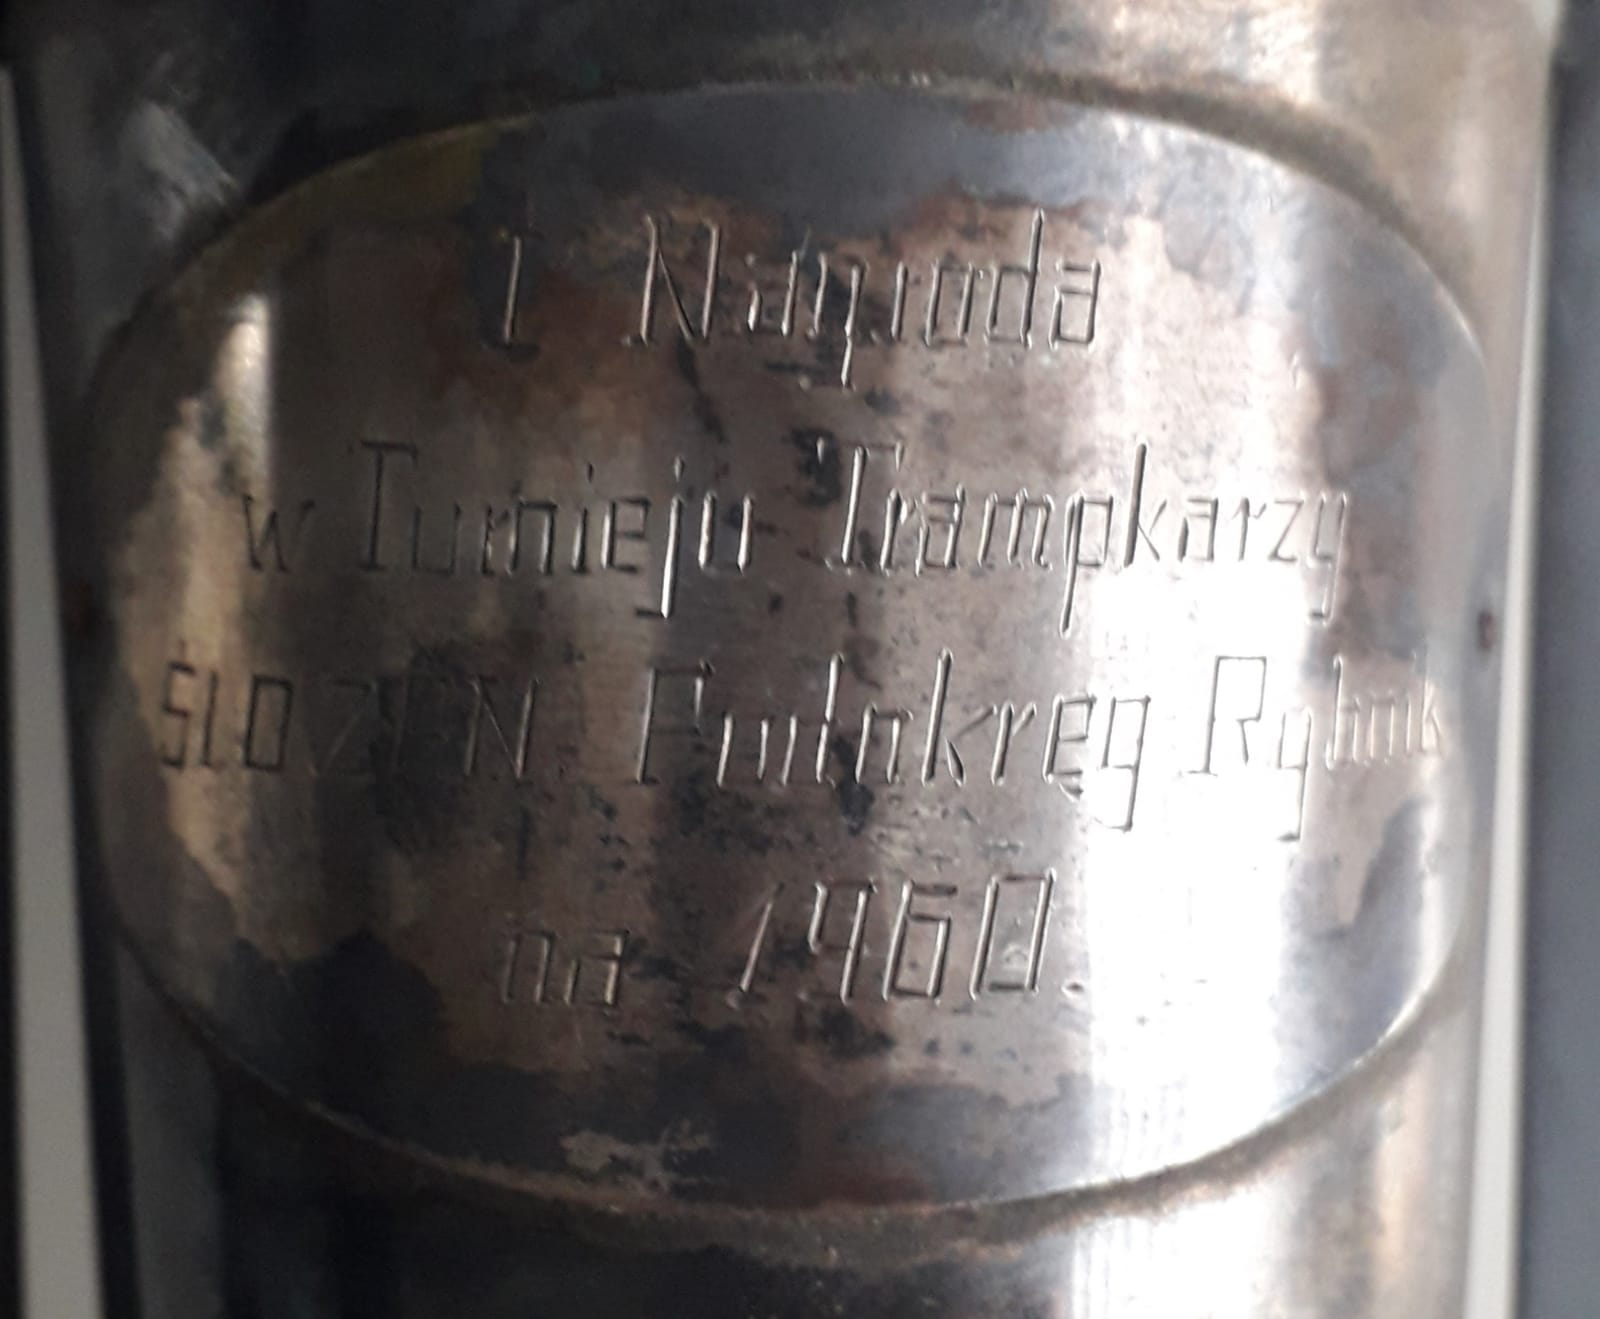 I Nagroda
w Turnieju Trampkarzy
ŚLOZPN Podokręg Rybnik
na 1960.